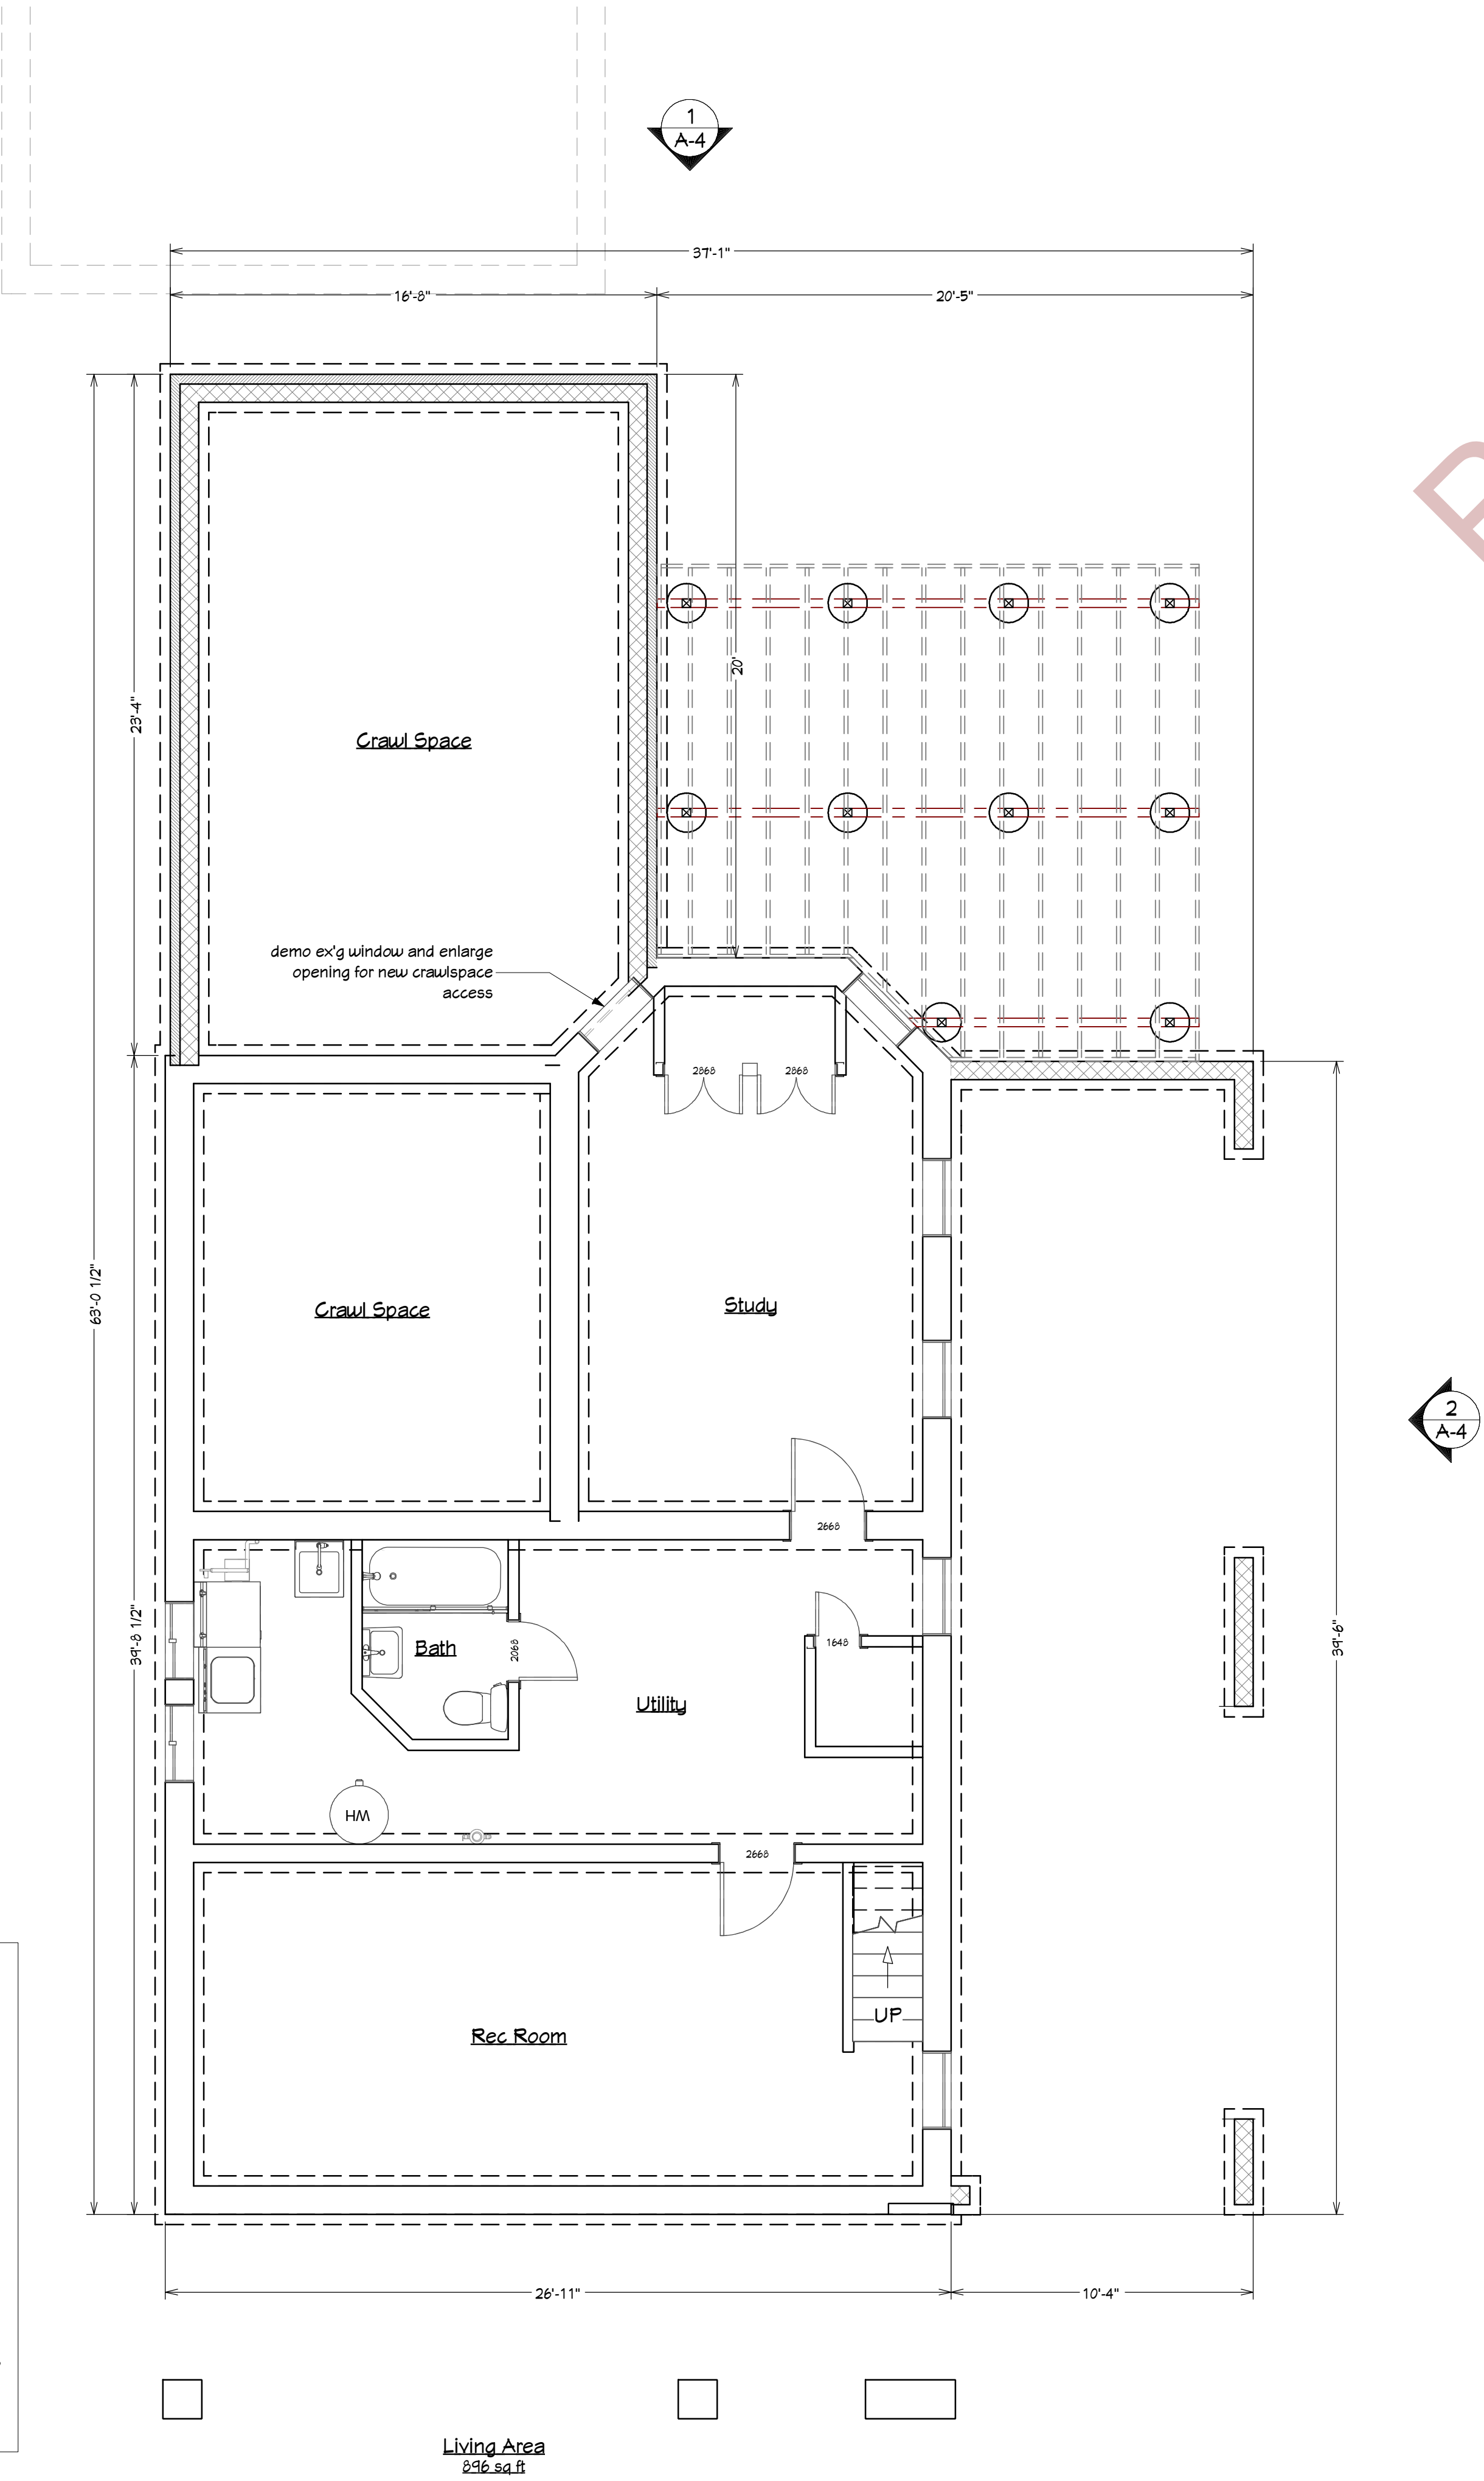 1
A-4
37'-1"
16'-8"
20'-5"
23'-4"
20'
Crawl Space
demo ex'g window and enlarge
opening for new crawlspace
access
2868
2868
63'-0 1/2"
Crawl Space
Study
2
A-4
2668
39'-8 1/2"
Bath
2068
1648
39'-6"
Utility
WH
2668
UP
Rec Room
26'-11"
10'-4"
Living Area
896 sq ft